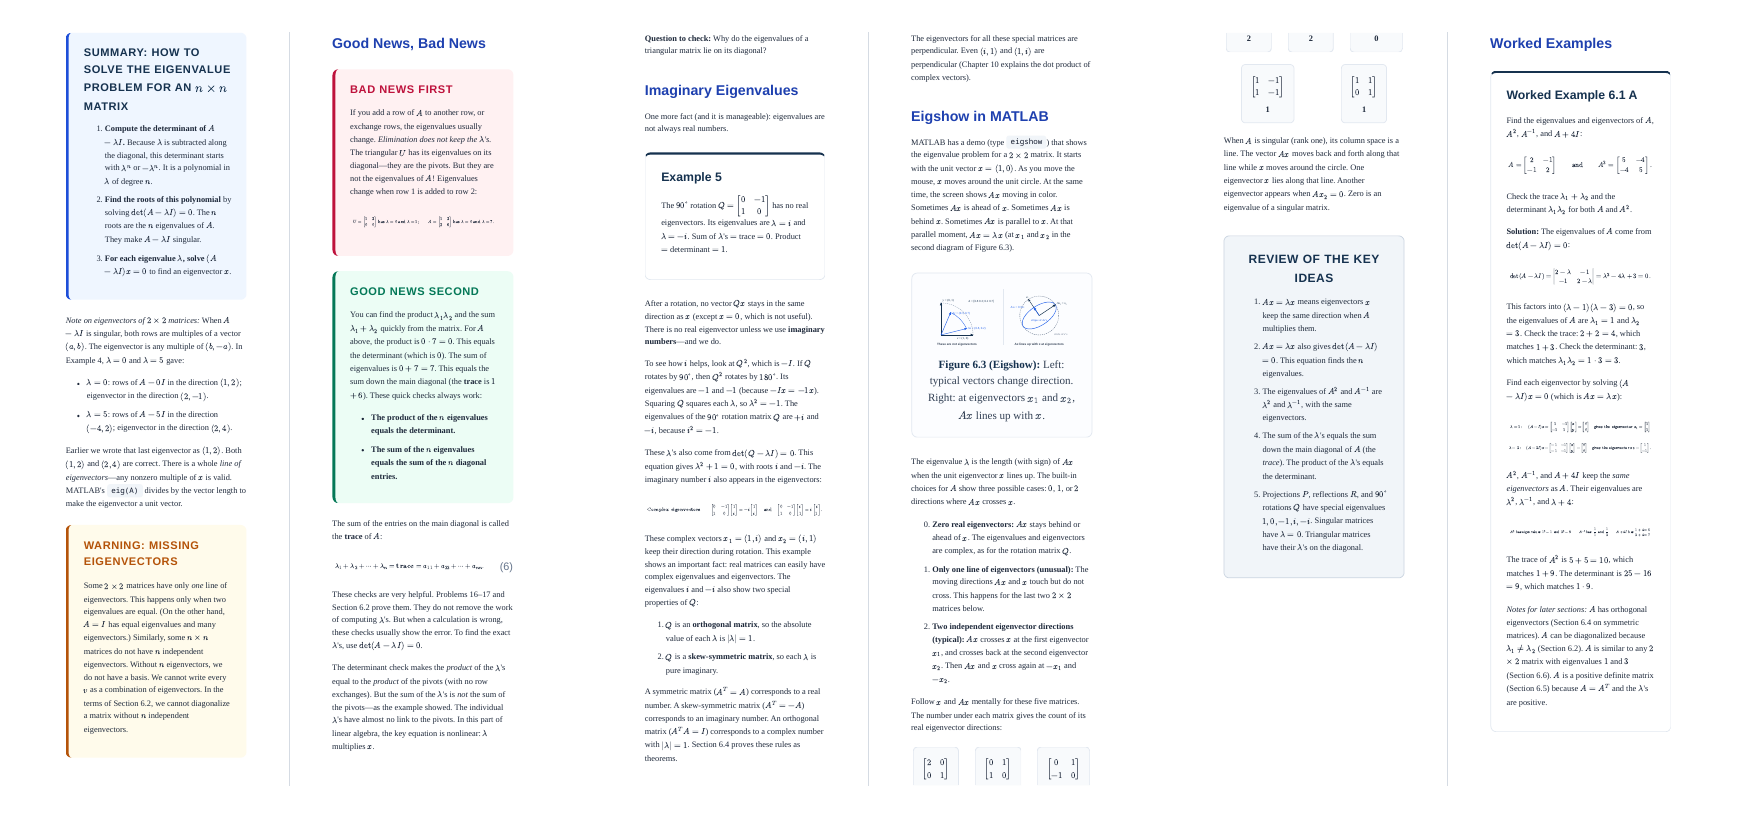 SUMMARY: HOW TO
SOLVE THE EIGENVALUE
PROBLEM FOR AN n × n
MATRIX
1. Compute the determinant of A
− λI. Because λ is subtracted along
the diagonal, this determinant starts
with λⁿ or −λⁿ. It is a polynomial in
λ of degree n.
2. Find the roots of this polynomial by
solving det(A − λI) = 0. The n
roots are the n eigenvalues of A.
They make A − λI singular.
3. For each eigenvalue λ, solve (A
− λI)x = 0 to find an eigenvector x.
Note on eigenvectors of 2 × 2 matrices: When A
− λI is singular, both rows are multiples of a vector
(a, b). The eigenvector is any multiple of (b, −a). In
Example 4, λ = 0 and λ = 5 gave:
• λ = 0: rows of A − 0I in the direction (1, 2);
eigenvector in the direction (2, −1).
• λ = 5: rows of A − 5I in the direction
(−4, 2); eigenvector in the direction (2, 4).
Earlier we wrote that last eigenvector as (1, 2). Both
(1, 2) and (2, 4) are correct. There is a whole line of
eigenvectors—any nonzero multiple of x is valid.
MATLAB's eig(A) divides by the vector length to
make the eigenvector a unit vector.
WARNING: MISSING
EIGENVECTORS
Some 2 × 2 matrices have only one line of
eigenvectors. This happens only when two
eigenvalues are equal. (On the other hand,
A = I has equal eigenvalues and many
eigenvectors.) Similarly, some n × n
matrices do not have n independent
eigenvectors. Without n eigenvectors, we
do not have a basis. We cannot write every
v as a combination of eigenvectors. In the
terms of Section 6.2, we cannot diagonalize
a matrix without n independent
eigenvectors.
Good News, Bad News
BAD NEWS FIRST
If you add a row of A to another row, or
exchange rows, the eigenvalues usually
change. Elimination does not keep the λ's.
The triangular U has its eigenvalues on its
diagonal—they are the pivots. But they are
not the eigenvalues of A! Eigenvalues
change when row 1 is added to row 2:
GOOD NEWS SECOND
You can find the product λ₁λ₂ and the sum
λ₁ + λ₂ quickly from the matrix. For A
above, the product is 0 · 7 = 0. This equals
the determinant (which is 0). The sum of
eigenvalues is 0 + 7 = 7. This equals the
sum down the main diagonal (the trace is 1
+ 6). These quick checks always work:
• The product of the n eigenvalues
equals the determinant.
• The sum of the n eigenvalues
equals the sum of the n diagonal
entries.
The sum of the entries on the main diagonal is called
the trace of A:
λ₁ + λ₂ + ··· + λₙ = trace = a₁₁ + a₂₂ + ··· + aₙₙ. (6)
These checks are very helpful. Problems 16–17 and
Section 6.2 prove them. They do not remove the work
of computing λ's. But when a calculation is wrong,
these checks usually show the error. To find the exact
λ's, use det(A − λI) = 0.
The determinant check makes the product of the λ's
equal to the product of the pivots (with no row
exchanges). But the sum of the λ's is not the sum of
the pivots—as the example showed. The individual
λ's have almost no link to the pivots. In this part of
linear algebra, the key equation is nonlinear: λ
multiplies x.
Question to check: Why do the eigenvalues of a
triangular matrix lie on its diagonal?
Imaginary Eigenvalues
One more fact (and it is manageable): eigenvalues are
not always real numbers.
Example 5
The 90° rotation Q = [0 −1; 1 0] has no real
eigenvectors. Its eigenvalues are λ = i and
λ = −i. Sum of λ's = trace = 0. Product
= determinant = 1.
After a rotation, no vector Qx stays in the same
direction as x (except x = 0, which is not useful).
There is no real eigenvector unless we use imaginary
numbers—and we do.
To see how i helps, look at Q², which is −I. If Q
rotates by 90°, then Q² rotates by 180°. Its
eigenvalues are −1 and −1 (because −Ix = −1x).
Squaring Q squares each λ, so λ² = −1. The
eigenvalues of the 90° rotation matrix Q are +i and
−i, because i² = −1.
These λ's also come from det(Q − λI) = 0. This
equation gives λ² + 1 = 0, with roots i and −i. The
imaginary number i also appears in the eigenvectors:
These complex vectors x₁ = (1, i) and x₂ = (i, 1)
keep their direction during rotation. This example
shows an important fact: real matrices can easily have
complex eigenvalues and eigenvectors. The
eigenvalues i and −i also show two special
properties of Q:
1. Q is an orthogonal matrix, so the absolute
value of each λ is |λ| = 1.
2. Q is a skew-symmetric matrix, so each λ is
pure imaginary.
A symmetric matrix (Aᵀ = A) corresponds to a real
number. A skew-symmetric matrix (Aᵀ = −A)
corresponds to an imaginary number. An orthogonal
matrix (AᵀA = I) corresponds to a complex number
with |λ| = 1. Section 6.4 proves these rules as
theorems.
The eigenvectors for all these special matrices are
perpendicular. Even (i, 1) and (1, i) are
perpendicular (Chapter 10 explains the dot product of
complex vectors).
Eigshow in MATLAB
MATLAB has a demo (type eigshow ) that shows
the eigenvalue problem for a 2 × 2 matrix. It starts
with the unit vector x = (1, 0). As you move the
mouse, x moves around the unit circle. At the same
time, the screen shows Ax moving in color.
Sometimes Ax is ahead of x. Sometimes Ax is
behind x. Sometimes Ax is parallel to x. At that
parallel moment, Ax = λx (at x₁ and x₂ in the
second diagram of Figure 6.3).
Figure 6.3 (Eigshow): Left:
typical vectors change direction.
Right: at eigenvectors x₁ and x₂,
Ax lines up with x.
The eigenvalue λ is the length (with sign) of Ax
when the unit eigenvector x lines up. The built-in
choices for A show three possible cases: 0, 1, or 2
directions where Ax crosses x.
0. Zero real eigenvectors: Ax stays behind or
ahead of x. The eigenvalues and eigenvectors
are complex, as for the rotation matrix Q.
1. Only one line of eigenvectors (unusual): The
moving directions Ax and x touch but do not
cross. This happens for the last two 2 × 2
matrices below.
2. Two independent eigenvector directions
(typical): Ax crosses x at the first eigenvector
x₁, and crosses back at the second eigenvector
x₂. Then Ax and x cross again at −x₁ and
−x₂.
Follow x and Ax mentally for these five matrices.
The number under each matrix gives the count of its
real eigenvector directions:
[2 0; 0 1] [0 1; 1 0] [0 1; −1 0]
2 2 0
[1 −1; 1 −1] [1 1; 0 1]
1 1
When A is singular (rank one), its column space is a
line. The vector Ax moves back and forth along that
line while x moves around the circle. One
eigenvector x lies along that line. Another
eigenvector appears when Ax₂ = 0. Zero is an
eigenvalue of a singular matrix.
REVIEW OF THE KEY
IDEAS
1. Ax = λx means eigenvectors x
keep the same direction when A
multiplies them.
2. Ax = λx also gives det(A − λI)
= 0. This equation finds the n
eigenvalues.
3. The eigenvalues of A² and A⁻¹ are
λ² and λ⁻¹, with the same
eigenvectors.
4. The sum of the λ's equals the sum
down the main diagonal of A (the
trace). The product of the λ's equals
the determinant.
5. Projections P, reflections R, and 90°
rotations Q have special eigenvalues
1, 0, −1, i, −i. Singular matrices
have λ = 0. Triangular matrices
have their λ's on the diagonal.
Worked Examples
Worked Example 6.1 A
Find the eigenvalues and eigenvectors of A,
A², A⁻¹, and A + 4I:
A = [2 −1; −1 2] and A² = [5 −4; −4 5].
Check the trace λ₁ + λ₂ and the
determinant λ₁λ₂ for both A and A².
Solution: The eigenvalues of A come from
det(A − λI) = 0:
det(A − λI) = |2 − λ −1; −1 2 − λ| = λ² − 4λ + 3 = 0.
This factors into (λ − 1)(λ − 3) = 0, so
the eigenvalues of A are λ₁ = 1 and λ₂
= 3. Check the trace: 2 + 2 = 4, which
matches 1 + 3. Check the determinant: 3,
which matches λ₁λ₂ = 1 · 3 = 3.
Find each eigenvector by solving (A
− λI)x = 0 (which is Ax = λx):
A², A⁻¹, and A + 4I keep the same
eigenvectors as A. Their eigenvalues are
λ², λ⁻¹, and λ + 4:
The trace of A² is 5 + 5 = 10, which
matches 1 + 9. The determinant is 25 − 16
= 9, which matches 1 · 9.
Notes for later sections: A has orthogonal
eigenvectors (Section 6.4 on symmetric
matrices). A can be diagonalized because
λ₁ ≠ λ₂ (Section 6.2). A is similar to any 2
× 2 matrix with eigenvalues 1 and 3
(Section 6.6). A is a positive definite matrix
(Section 6.5) because A = Aᵀ and the λ's
are positive.